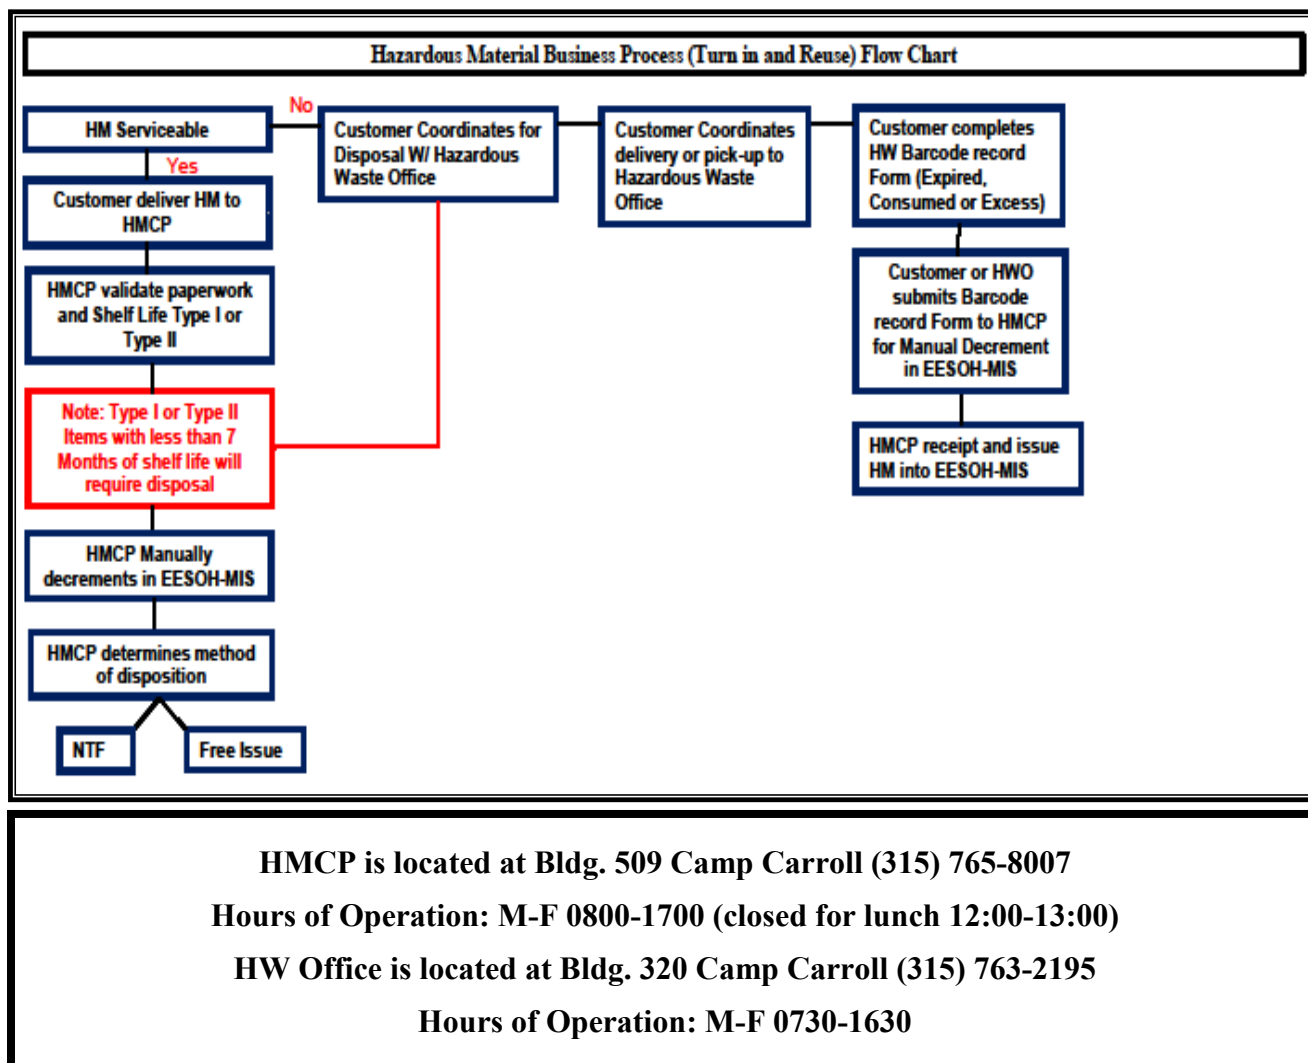 Hazardous Material Business Process (Turn in and Reuse) Flow Chart
HM Serviceable
No
Yes
Customer Coordinates for
Disposal W/ Hazardous
Waste Office
Customer Coordinates
delivery or pick-up to
Hazardous Waste
Office
Customer completes
HW Barcode record
Form (Expired,
Consumed or Excess)
Customer deliver HM to
HMCP
HMCP validate paperwork
and Shelf Life Type I or
Type II
Customer or HWO
submits Barcode
record Form to HMCP
for Manual Decrement
in EESOH-MIS
Note: Type I or Type II
Items with less than 7
Months of shelf life will
require disposal
HMCP receipt and issue
HM into EESOH-MIS
HMCP Manually
decrements in EESOH-MIS
HMCP determines method
of disposition
NTF
Free Issue
HMCP is located at Bldg. 509 Camp Carroll (315) 765-8007
Hours of Operation: M-F 0800-1700 (closed for lunch 12:00-13:00)
HW Office is located at Bldg. 320 Camp Carroll (315) 763-2195
Hours of Operation: M-F 0730-1630